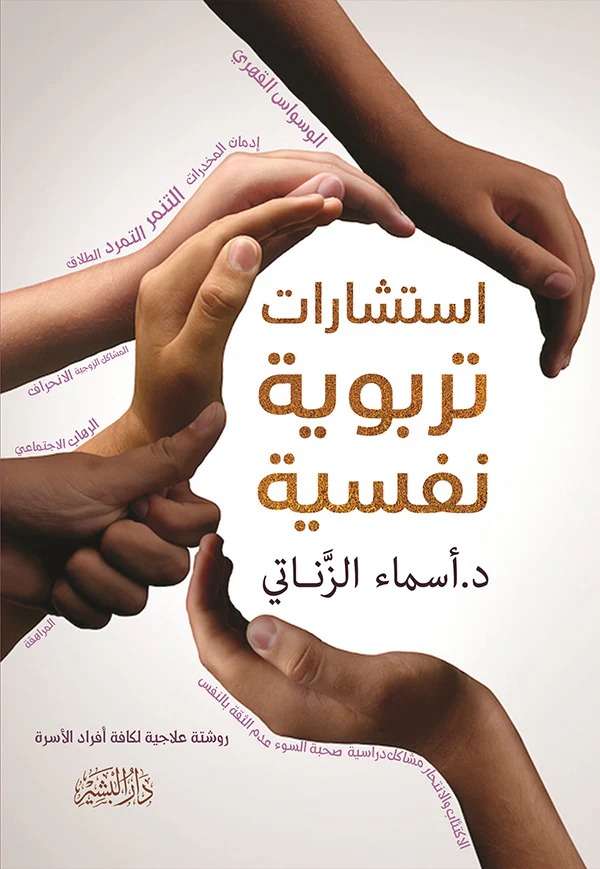 الوسواس القهري
إدمان المخدرات
التنمر التمرد الطلاق
المشاكل الزوجية الانحراف
الرهاب الاجتماعي
المراهقة
استشارات
تربوية
نفسية
د.أسماء الزَّناتي
الاكتئاب والانتحار مشاكل دراسية صحبة السوء عدم الثقة بالنفس
روشتة علاجية لكافة أفراد الأسرة
دار البشير